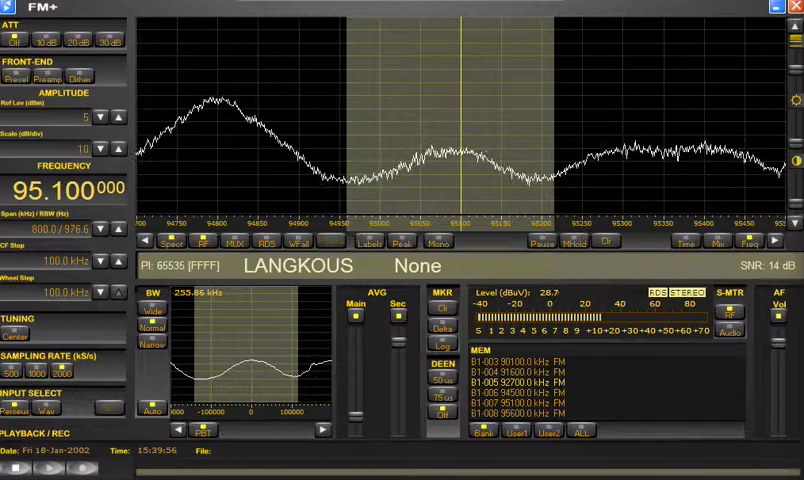 FM+
ATT
Off 10 dB 20 dB 30 dB
FRONT-END
Presel Preamp Dither
AMPLITUDE
Ref Lev (dBm)
5
Scale (dB/div)
10
FREQUENCY
95.100000
Span (kHz) / RBW (Hz)
800.0 / 976.6
CF Step
100.0 kHz
Wheel Step
100.0 kHz
TUNING
Center
SAMPLING RATE (kS/s)
500 1000 2000
INPUT SELECT
Perseus Wav
PLAYBACK / REC
700 94750 94800 94850 94900 94950 95000 95050 95100 95150 95200 95250 95300 95350 95400 95450 955
Spect RF MUX RDS WFall Labels Peak Mono Pause MHold Clr Time Mix Freq
PI: 65535 [FFFF] LANGKOUS None SNR: 14 dB
BW
255.86 kHz
Wide
Normal
Narrow
Auto
000 -100000 0 100000
PBT
AVG
Main Sec
MKR
Clr
Delta
Log
DEEN
50 us
75 us
Off
Level (dBuV): 28.7 RDS STEREO
-40 -20 0 20 40 60 80
S 1 2 3 4 5 6 7 8 9 +10 +20 +30 +40 +50 +60 +70
S-MTR
RF
Audio
AF
Vol
MEM
B1-003 90100.0 kHz FM
B1-004 91600.0 kHz FM
B1-005 92700.0 kHz FM
B1-006 94500.0 kHz FM
B1-007 95100.0 kHz FM
B1-008 95600.0 kHz FM
Bank User1 User2 ALL
Date: Fri 18-Jan-2002 Time: 15:39:56 File: